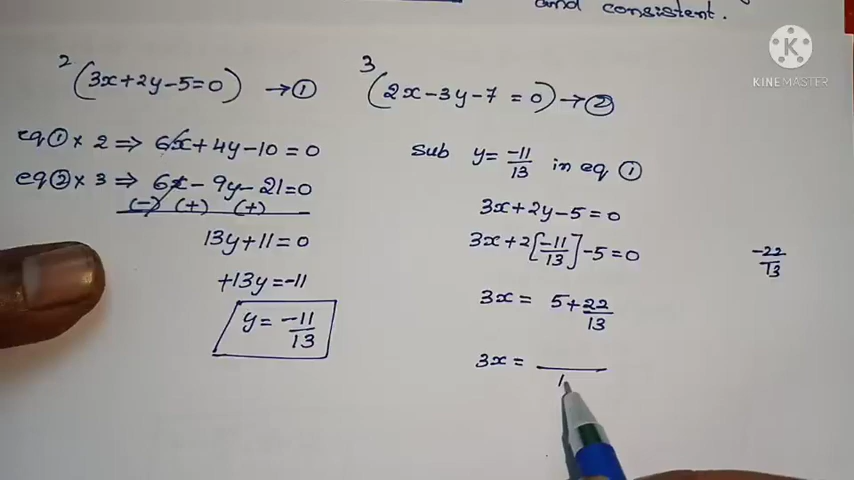 and consistent.
K
KINEMASTER
2(3x+2y-5=0) → ①
3(2x-3y-7=0) → ②
eq① × 2 ⇒ 6x+4y-10=0
eq② × 3 ⇒ 6x-9y-21=0
(-) (+) (+)
13y+11=0
+13y=-11
y= -11/13
sub y= -11/13 in eq ①
3x+2y-5=0
3x+2[-11/13]-5=0
3x = 5+22/13
3x =
1
-22/13